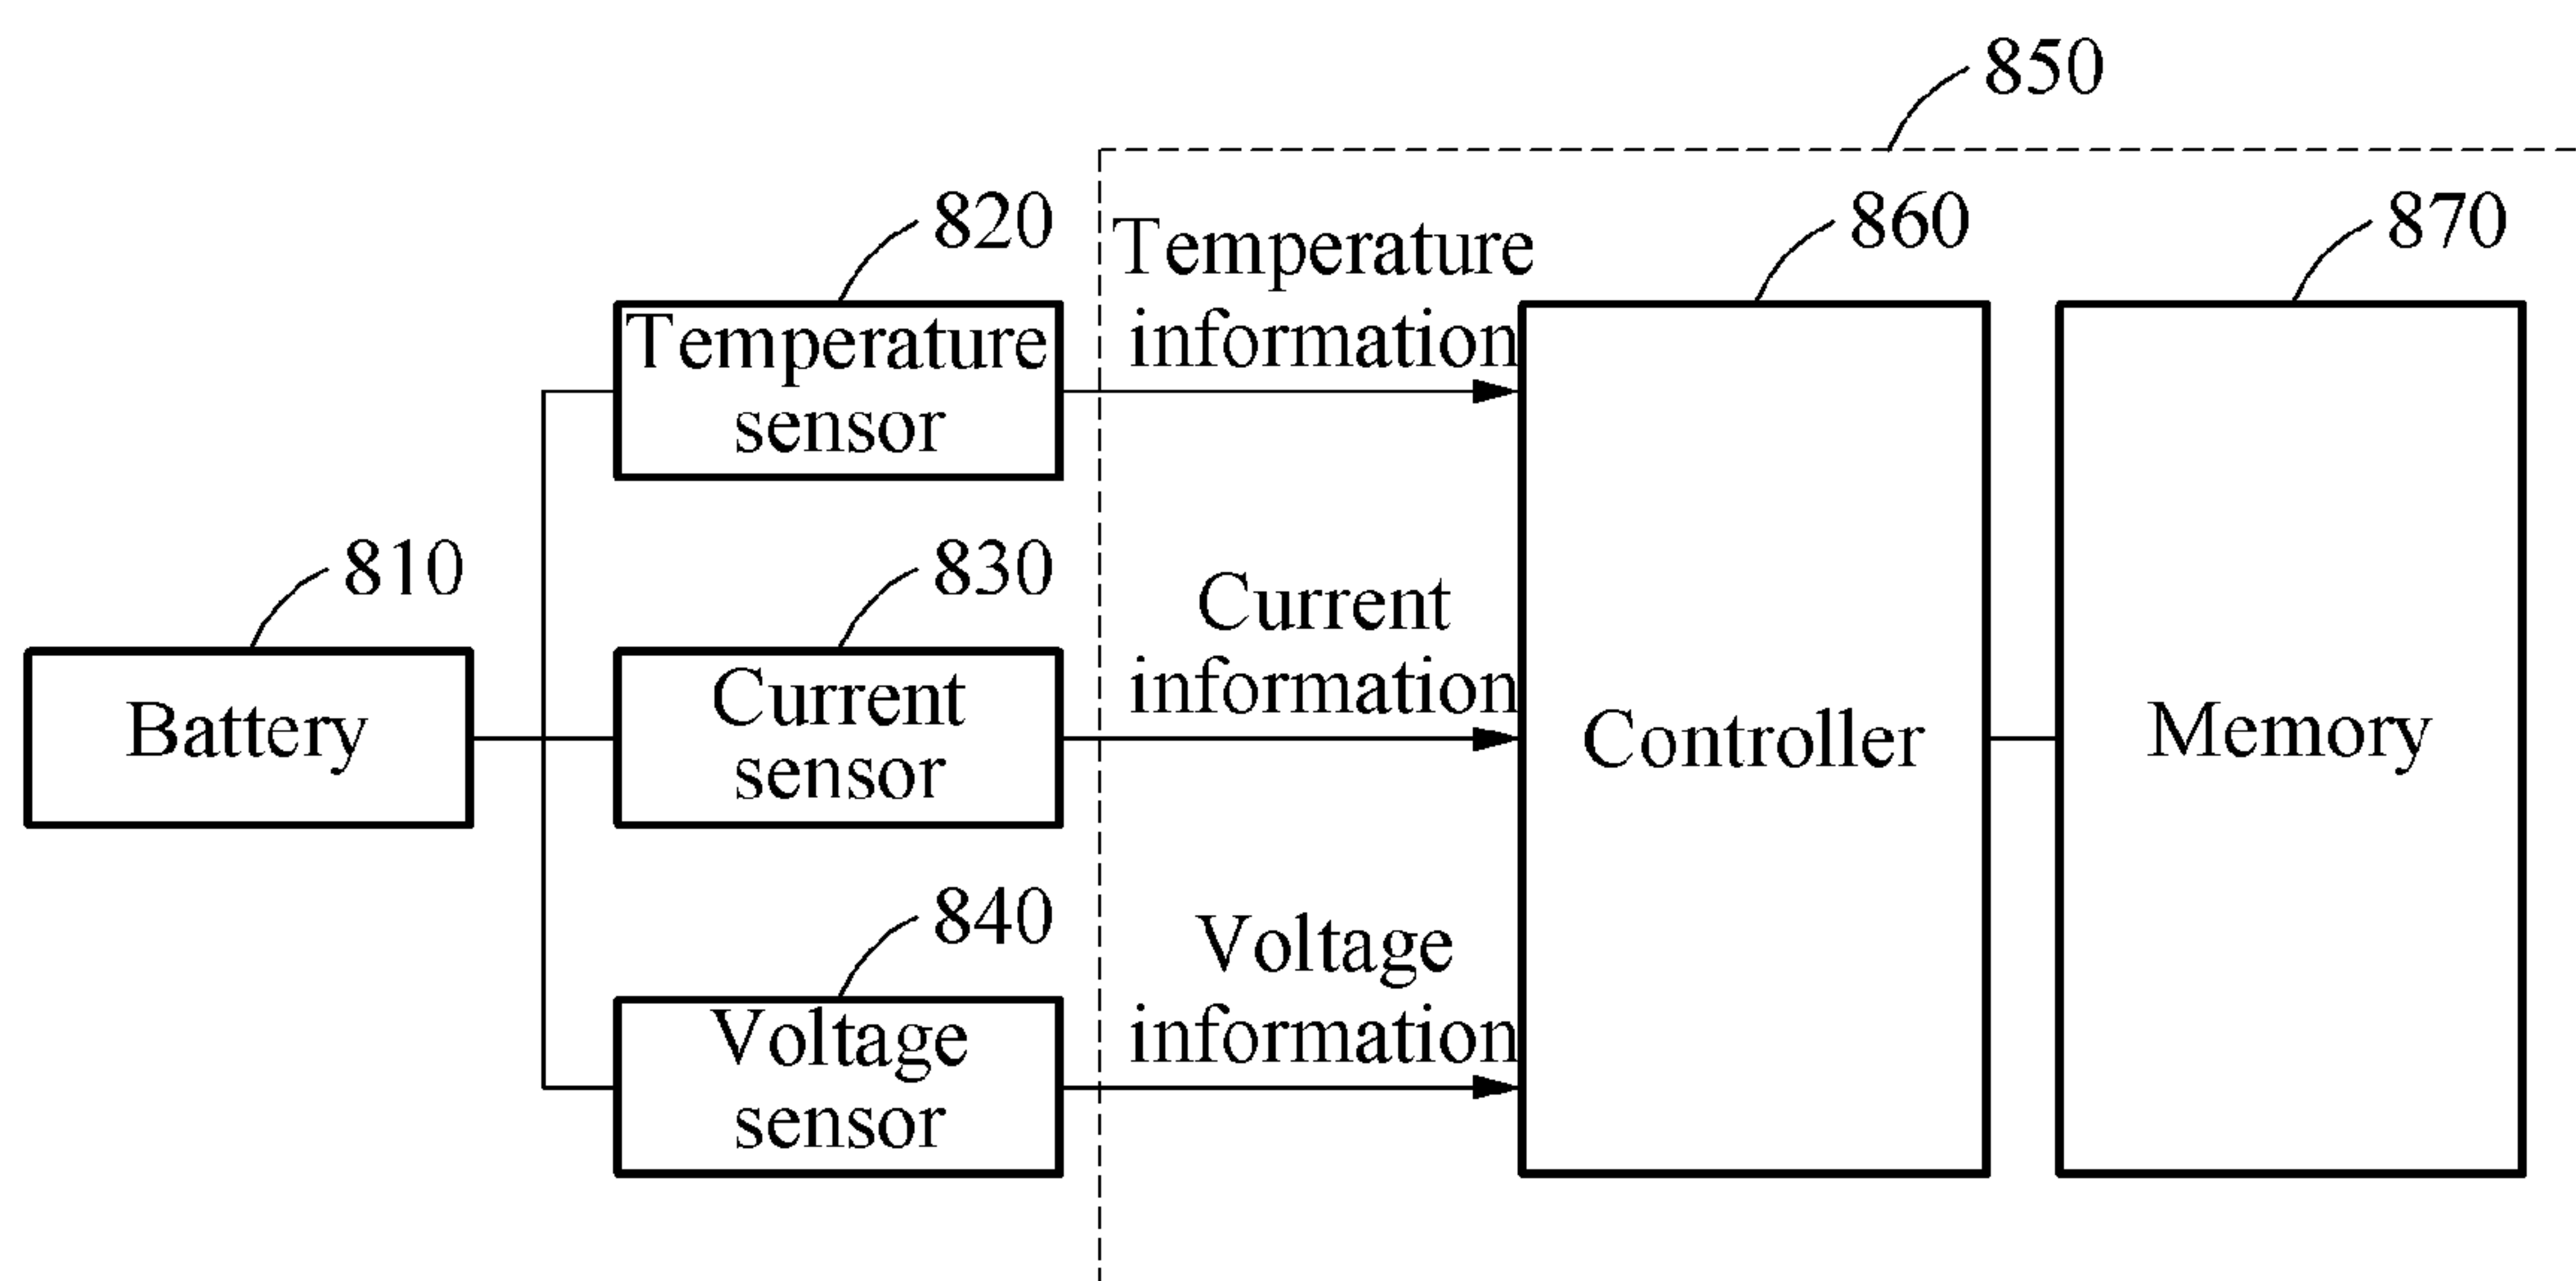 850
820
Temperature
information
860
870
Temperature
sensor
810
830
Current
information
Battery
Current
sensor
Controller
Memory
840
Voltage
information
Voltage
sensor